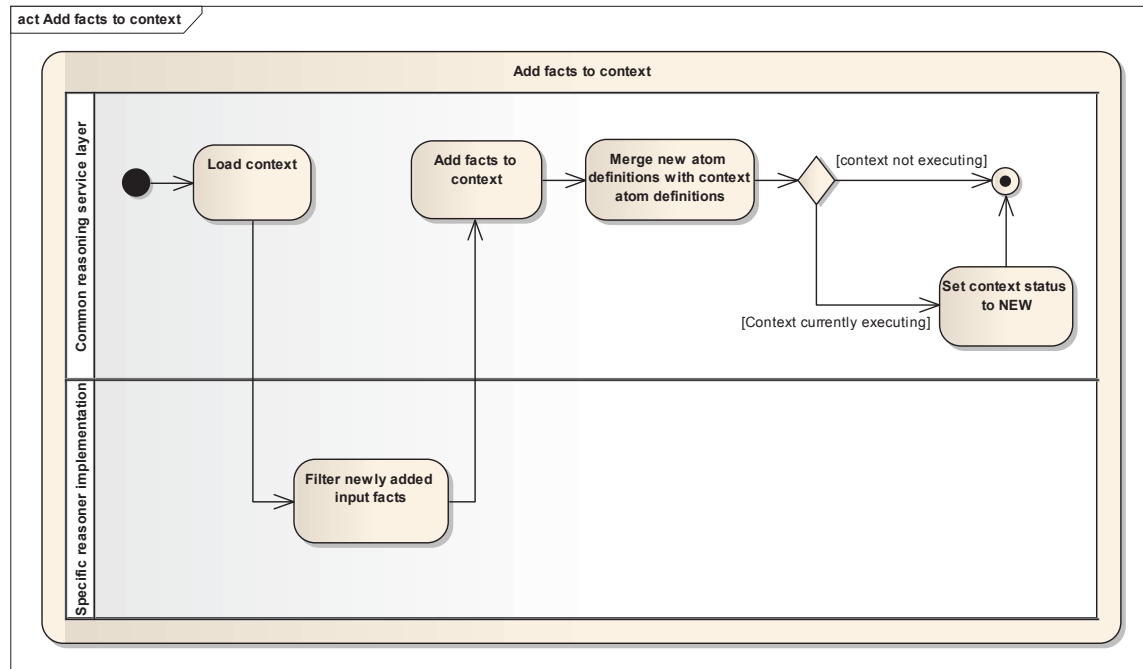 act Add facts to context
Add facts to context
Common reasoning service layer
Load context
Add facts to
context
Merge new atom
definitions with context
atom definitions
[context not executing]
Set context status
to NEW
[Context currently executing]
Specific reasoner implementation
Filter newly added
input facts